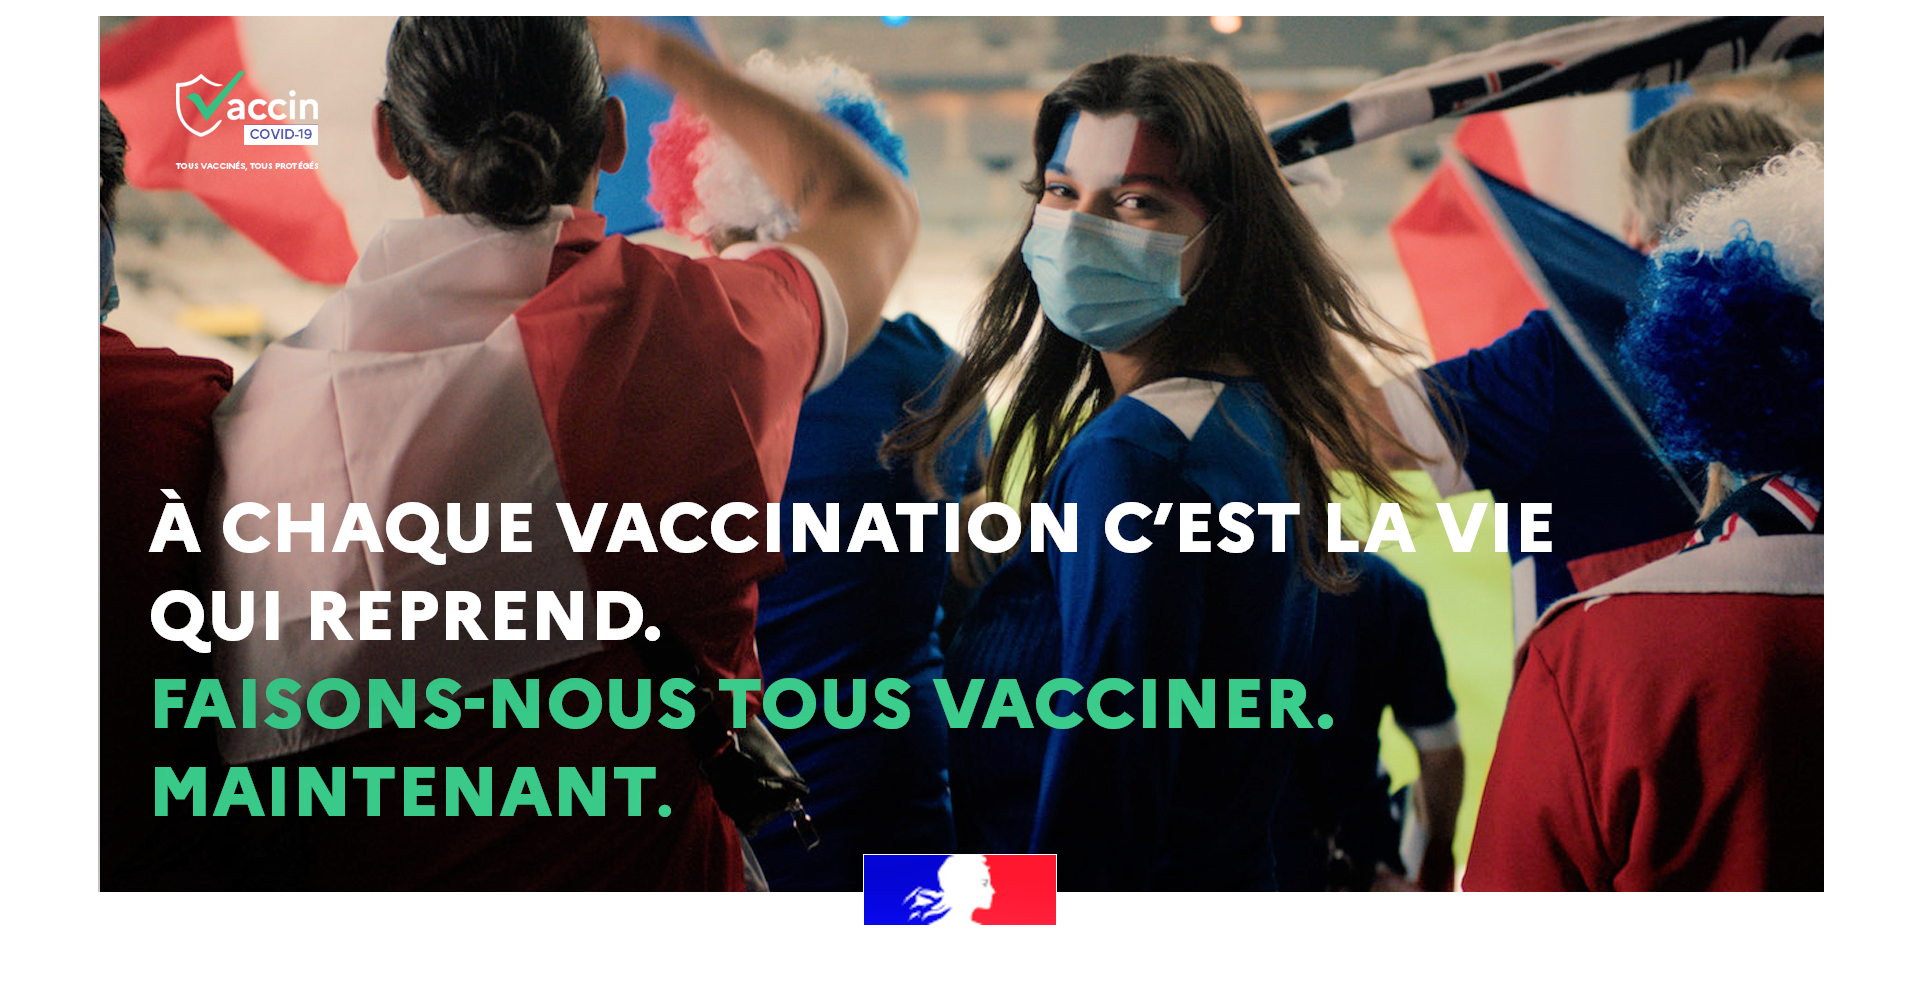 Vaccin
COVID-19
TOUS VACCINÉS, TOUS PROTÉGÉS
À CHAQUE VACCINATION C'EST LA VIE
QUI REPREND.
FAISONS-NOUS TOUS VACCINER.
MAINTENANT.